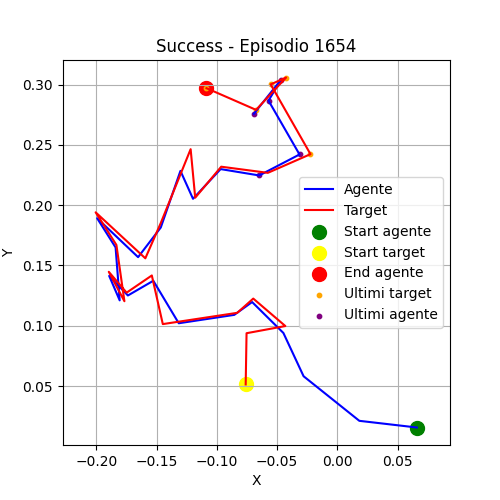 Success - Episodio 1654
0.30
0.25
0.20
0.15
0.10
0.05
Y
−0.20 −0.15 −0.10 −0.05 0.00 0.05
X
Agente
Target
Start agente
Start target
End agente
Ultimi target
Ultimi agente